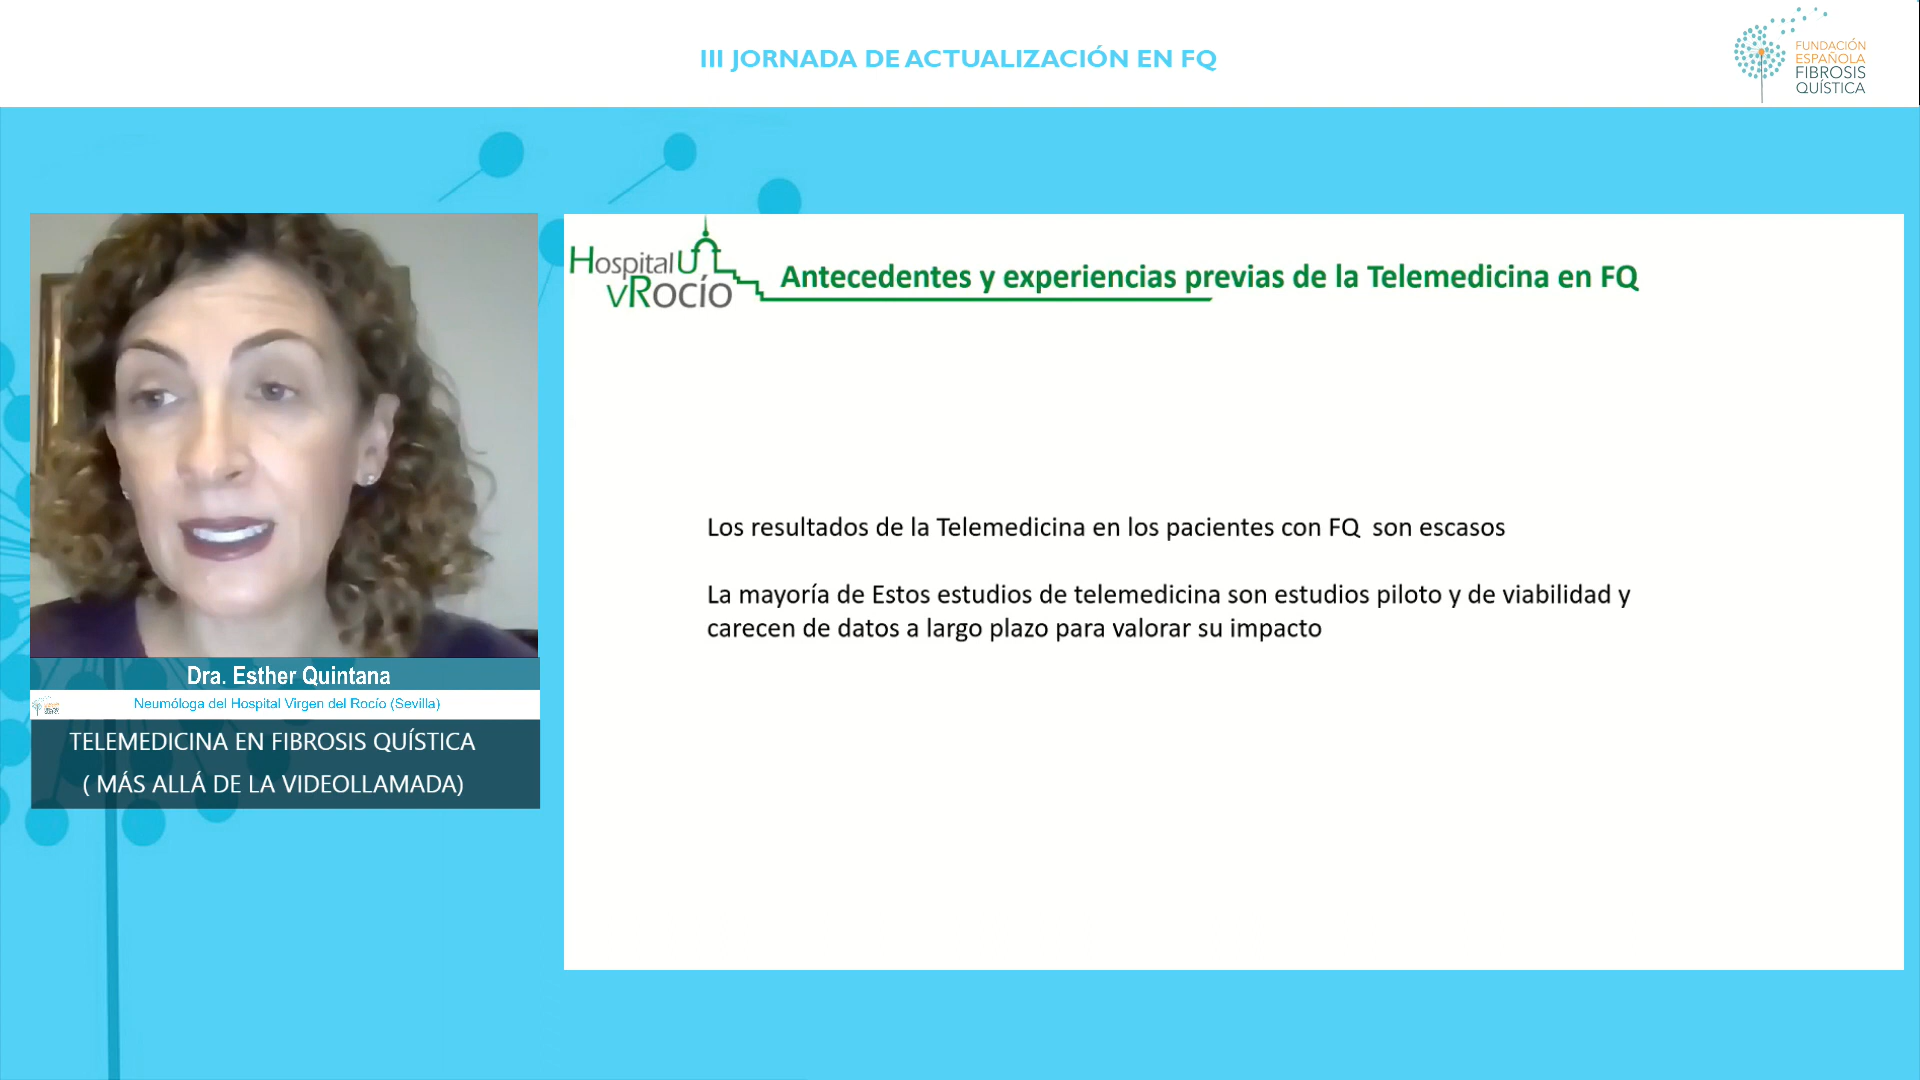 III JORNADA DE ACTUALIZACIÓN EN FQ
FUNDACIÓN
ESPAÑOLA
FIBROSIS
QUÍSTICA
Hospital U
vRocío
Antecedentes y experiencias previas de la Telemedicina en FQ
Los resultados de la Telemedicina en los pacientes con FQ  son escasos
La mayoría de Estos estudios de telemedicina son estudios piloto y de viabilidad y
carecen de datos a largo plazo para valorar su impacto
Dra. Esther Quintana
Neumóloga del Hospital Virgen del Rocío (Sevilla)
TELEMEDICINA EN FIBROSIS QUÍSTICA
( MÁS ALLÁ DE LA VIDEOLLAMADA)